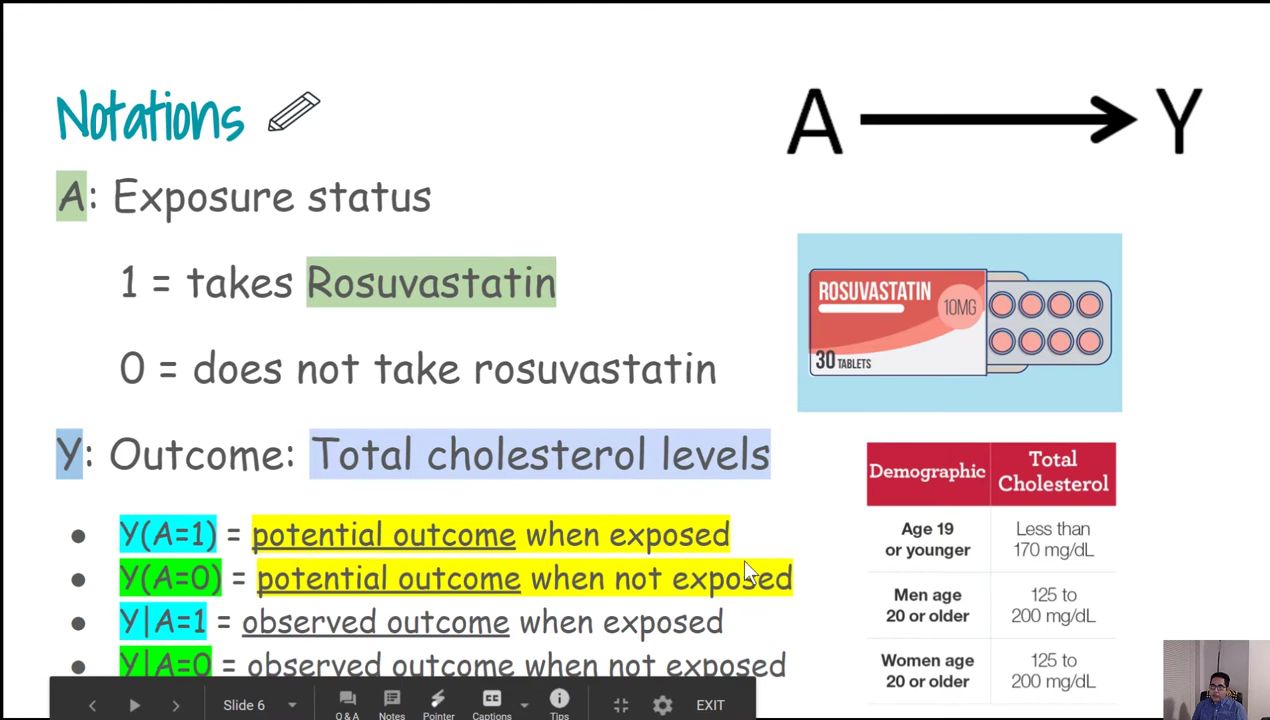 Notations
A → Y
A: Exposure status
1 = takes Rosuvastatin
0 = does not take rosuvastatin
Y: Outcome: Total cholesterol levels
● Y(A=1) = potential outcome when exposed
● Y(A=0) = potential outcome when not exposed
● Y|A=1 = observed outcome when exposed
● Y|A=0 = observed outcome when not exposed
ROSUVASTATIN
10MG
30 TABLETS
Demographic Total Cholesterol
Age 19 or younger Less than 170 mg/dL
Men age 20 or older 125 to 200 mg/dL
Women age 20 or older 125 to 200 mg/dL
Slide 6 Q & A Notes Pointer Captions Tips EXIT